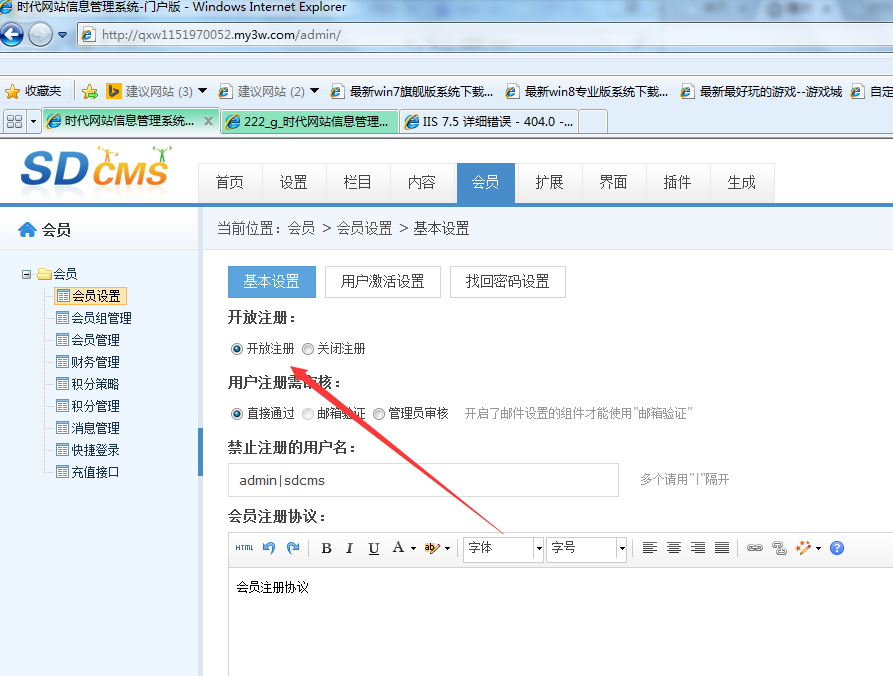 时代网站信息管理系统-门户版 - Windows Internet Explorer
http://qxw1151970052.my3w.com/admin/
收藏夹 建议网站 (3) 建议网站 (2) 最新win7旗舰版系统下载... 最新win8专业版系统下载... 最新最好玩的游戏--游戏城 自定
时代网站信息管理系统... 222_g_时代网站信息管理... IIS 7.5 详细错误 - 404.0 -...
SDCMS
首页 设置 栏目 内容 会员 扩展 界面 插件 生成
会员
当前位置：会员 > 会员设置 > 基本设置
会员
会员设置
会员组管理
会员管理
财务管理
积分策略
积分管理
消息管理
快捷登录
充值接口
基本设置 用户激活设置 找回密码设置
开放注册：
开放注册 关闭注册
用户注册需审核：
直接通过 邮箱验证 管理员审核 开启了邮件设置的组件才能使用"邮箱验证"
禁止注册的用户名：
admin|sdcms 多个请用"|"隔开
会员注册协议：
HTML B I U A ab 字体 字号
会员注册协议